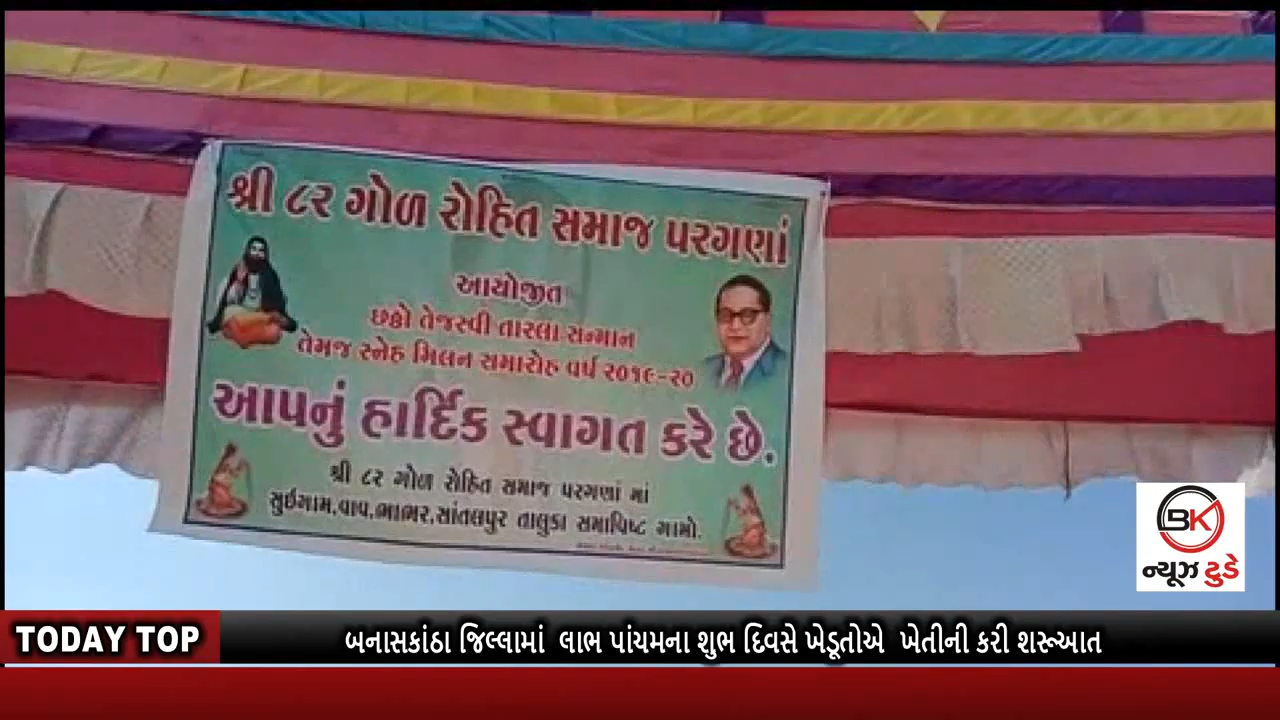 શ્રી ૮૨ ગોળ રોહિત સમાજ પરગણાં
આયોજીત
છઠ્ઠો તેજસ્વી તારલા સન્માન
તેમજ સ્નેહ મિલન સમારોહ વર્ષ ૨૦૧૯-૨૦
આપનું હાર્દિક સ્વાગત કરે છે.
શ્રી ૮૨ ગોળ રોહિત સમાજ પરગણાં માં
સુઈગામ,વાવ,ભાભર,સાંતલપુર તાલુકા સમાવિષ્ટ ગામો.
BK
ન્યૂઝ ટુડે
TODAY TOP
બનાસકાંઠા જિલ્લામાં લાભ પાંચમના શુભ દિવસે ખેડૂતોએ ખેતીની કરી શરૂઆત